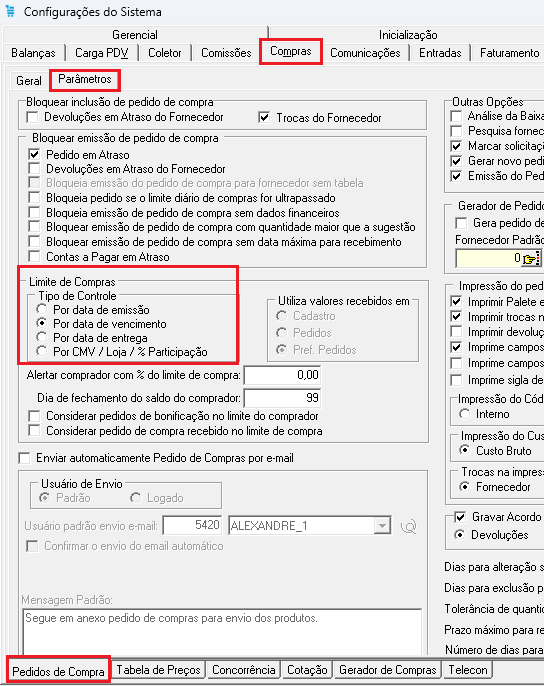 Configurações do Sistema
Gerencial
Inicialização
Balanças
Carga PDV
Coletor
Comissões
Compras
Comunicações
Entradas
Faturamento
Geral
Parâmetros
Bloquear inclusão de pedido de compra
Devoluções em Atraso do Fornecedor
Trocas do Fornecedor
Bloquear emissão de pedido de compra
Pedido em Atraso
Devoluções em Atraso do Fornecedor
Bloqueia emissão do pedido de compra para fornecedor sem tabela
Bloqueia pedido se o limite diário de compras for ultrapassado
Bloquear emissão de pedido de compra sem dados financeiros
Bloquear emissão de pedido de compra com quantidade maior que a sugestão
Bloquear emissão de pedido de compra sem data máxima para recebimento
Contas a Pagar em Atraso
Limite de Compras
Tipo de Controle
Por data de emissão
Por data de vencimento
Por data de entrega
Por CMV / Loja / % Participação
Utiliza valores recebidos em
Cadastro
Pedidos
Pref. Pedidos
Alertar comprador com % do limite de compra: 0,00
Dia de fechamento do saldo do comprador: 99
Considerar pedidos de bonificação no limite do comprador
Considerar pedido de compra recebido no limite de compra
Enviar automaticamente Pedido de Compras por e-mail
Usuário de Envio
Padrão
Logado
Usuário padrão envio e-mail: 5420 ALEXANDRE_1
Confirmar o envio do email automático
Mensagem Padrão:
Segue em anexo pedido de compras para envio dos produtos.
Outras Opções
Análise da Baixa
Pesquisa fornec
Marcar solicitaç
Gerar novo pedi
Emissão do Ped
Gerador de Pedido
Gera pedido de
Fornecedor Padrã
0
Impressão do pedi
Imprimir Palete e
Imprimir trocas n
Imprimir devoluç
Imprime campos
Imprime campos
Imprime sigla de
Impressão do Cód
Interno
Impressão do Cus
Custo Bruto
Trocas na impress
Fornecedor
Gravar Acordo
Devoluções
Dias para alteração s
Dias para exclusão p
Tolerância de quantic
Prazo máximo para re
Número de dias para
Pedidos de Compra
Tabela de Preços
Concorrência
Cotação
Gerador de Compras
Telecon